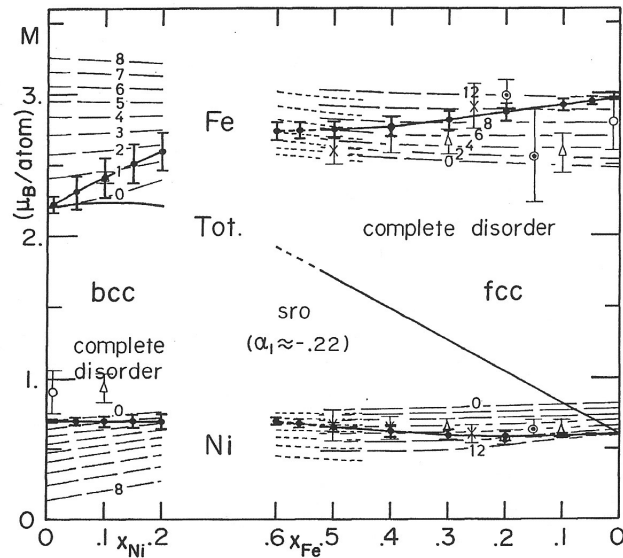 M
(μB/atom)
3.
2.
1.
0
8
7
6
5
4
3
2
1
0
Fe
12
8
6
4
2
0
Tot.
complete disorder
bcc
sro
(α1≈-.22)
fcc
complete
disorder
0
8
Ni
0
12
0 .1 xNi .2 .6 xFe .5 .4 .3 .2 .1 0